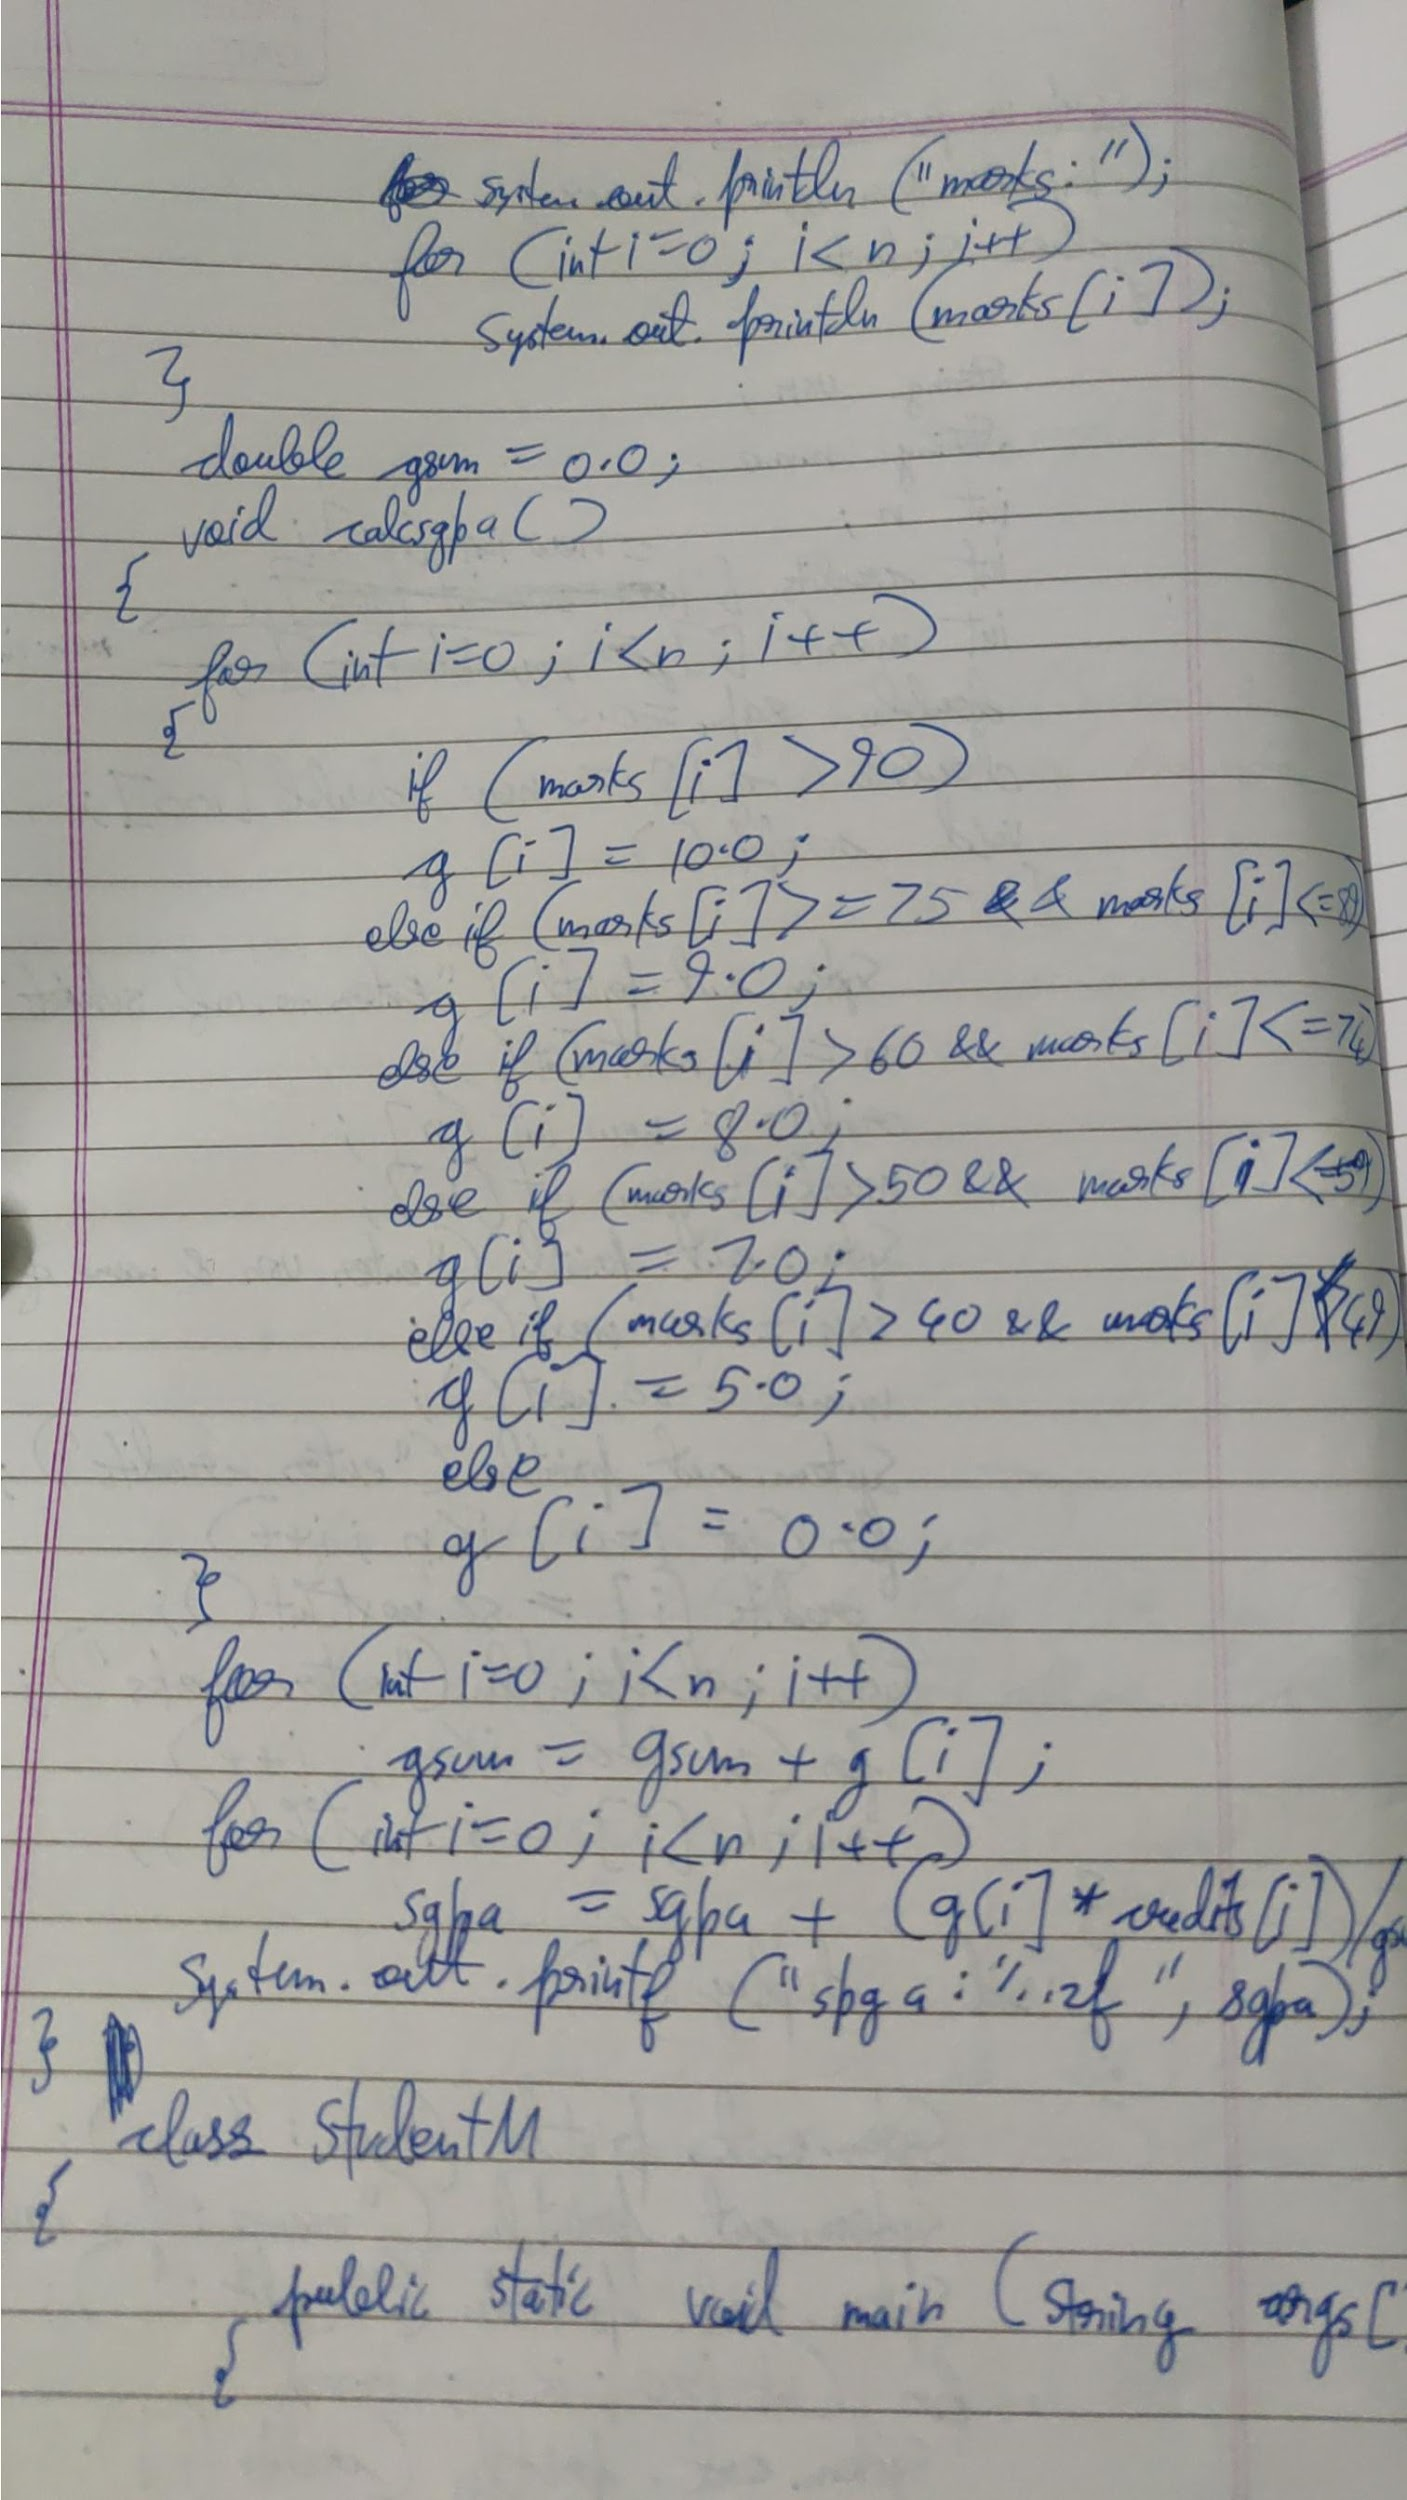 system.out.println ("marks: ");
for (int i=0; i<n; i++)
System.out.println (marks[i]);
}
double gsum = 0.0;
void calcsgpa()
{
for (int i=0; i<n; i++)
{
if (marks[i] >90)
g[i] = 10.0;
else if (marks[i]>=75 && marks[i]<=89)
g[i] = 9.0;
else if (marks[i]>60 && marks[i]<=74)
g[i] = 8.0;
else if (marks[i]>50 && marks[i]<=59)
g[i] = 7.0;
else if (marks[i]>40 && marks[i] 49)
g[i] = 5.0;
else
g[i] = 0.0;
}
for (int i=0; i<n; i++)
gsum = gsum + g[i];
for (int i=0; i<n; i++)
sgpa = sgpa + (g[i]*credits[i])/gsu
System.out.printf ("spga: %.2f", sgpa);
}
class StudentM
{
public static void main (String args[
{